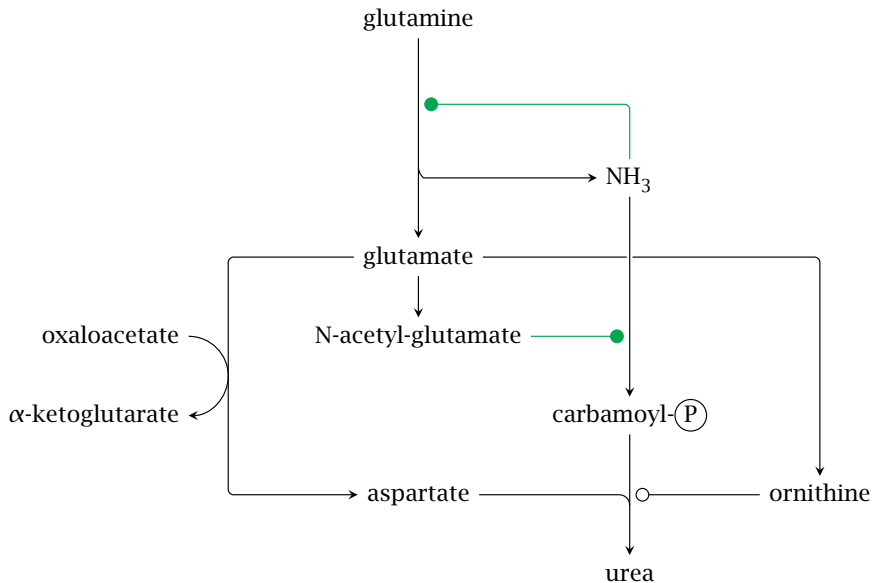 glutamine
NH₃
glutamate
oxaloacetate
N-acetyl-glutamate
α-ketoglutarate
carbamoyl-Ⓟ
aspartate
ornithine
urea